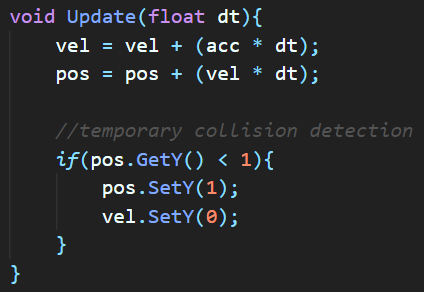 void Update(float dt){
    vel = vel + (acc * dt);
    pos = pos + (vel * dt);

    //temporary collision detection
    if(pos.GetY() < 1){
        pos.SetY(1);
        vel.SetY(0);
    }
}